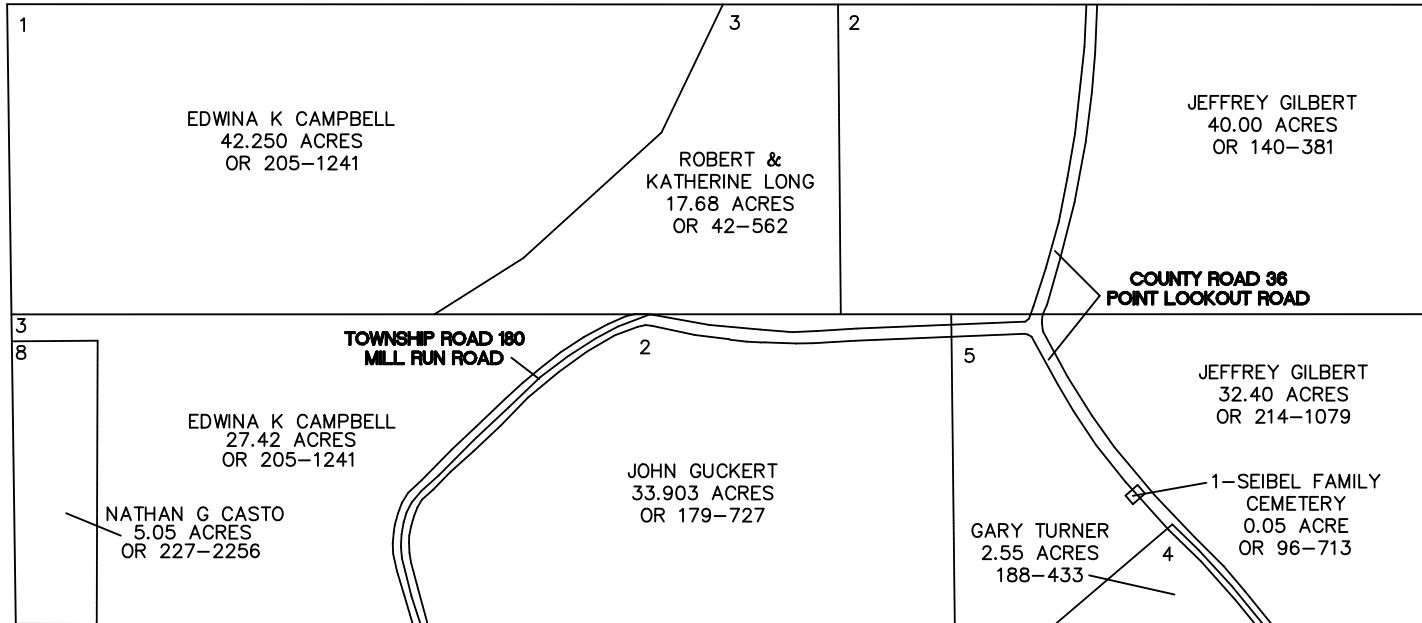 1
3
2
EDWINA K CAMPBELL
42.250 ACRES
OR 205-1241
ROBERT &
KATHERINE LONG
17.68 ACRES
OR 42-562
JEFFREY GILBERT
40.00 ACRES
OR 140-381
COUNTY ROAD 36
POINT LOOKOUT ROAD
3
8
TOWNSHIP ROAD 180
MILL RUN ROAD
2
5
EDWINA K CAMPBELL
27.42 ACRES
OR 205-1241
NATHAN G CASTO
5.05 ACRES
OR 227-2256
JOHN GUCKERT
33.903 ACRES
OR 179-727
JEFFREY GILBERT
32.40 ACRES
OR 214-1079
1-SEIBEL FAMILY
CEMETERY
0.05 ACRE
OR 96-713
GARY TURNER
2.55 ACRES
188-433
4